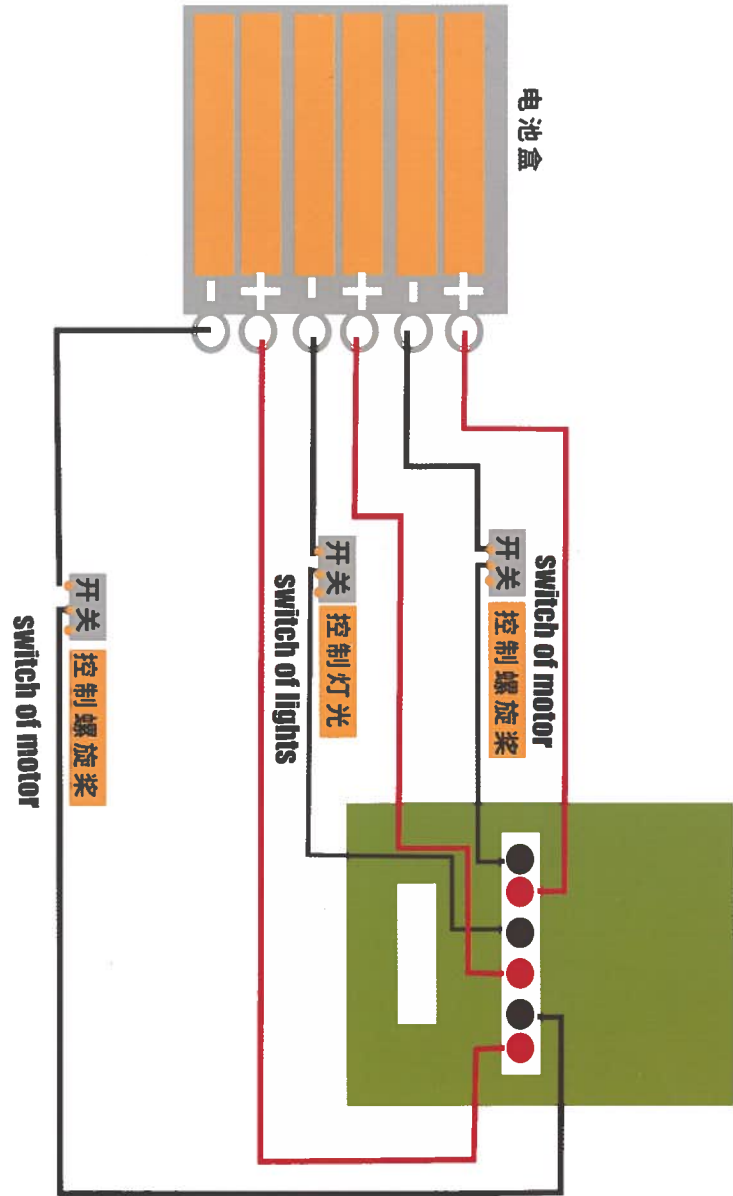 电池盒
+
-
+
-
+
-
switch of motor
开关 控制螺旋桨
开关 控制灯光
switch of lights
开关 控制螺旋桨
switch of motor